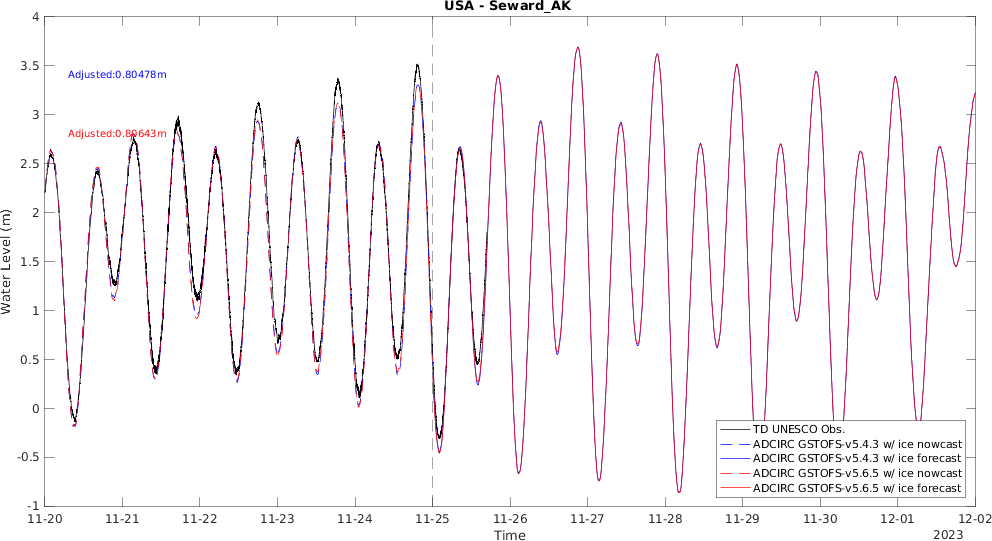 USA - Seward_AK
4
3.5
3
2.5
2
1.5
1
0.5
0
-0.5
-1
Water Level (m)
Adjusted:0.80478m
Adjusted:0.80643m
TD UNESCO Obs.
ADCIRC GSTOFS-v5.4.3 w/ ice nowcast
ADCIRC GSTOFS-v5.4.3 w/ ice forecast
ADCIRC GSTOFS-v5.6.5 w/ ice nowcast
ADCIRC GSTOFS-v5.6.5 w/ ice forecast
11-20 11-21 11-22 11-23 11-24 11-25 11-26 11-27 11-28 11-29 11-30 12-01 12-02
Time
2023